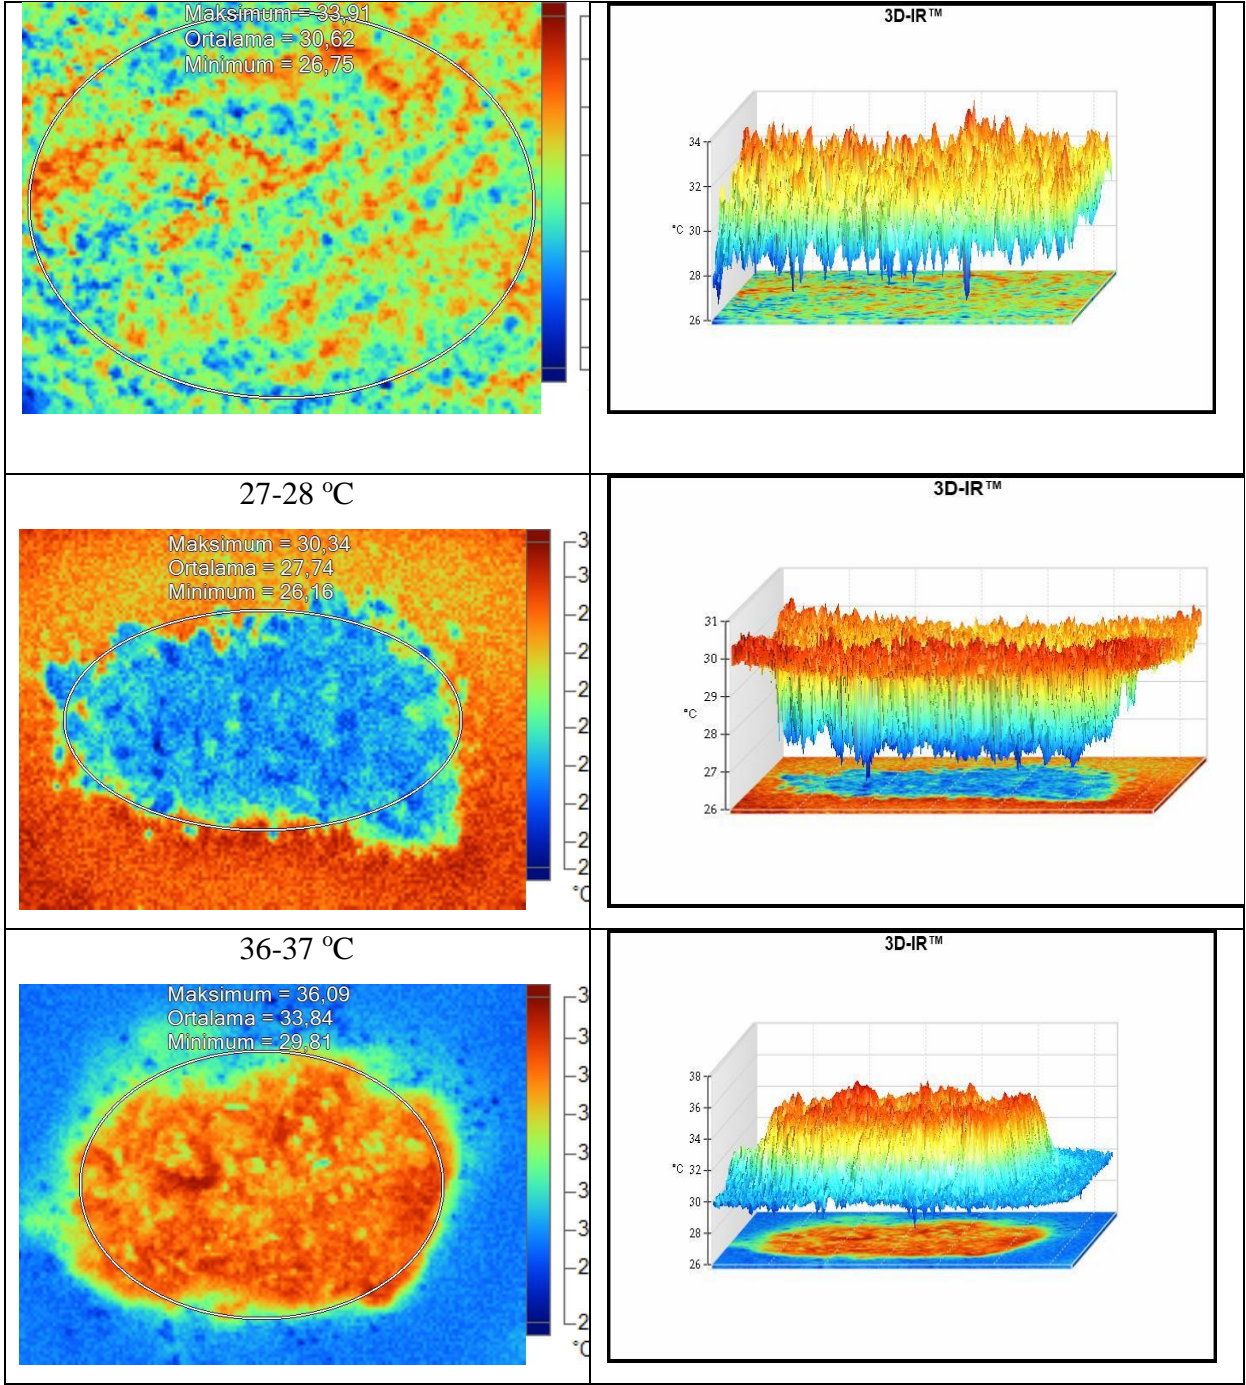 Maksimum = 33,91
Ortalama = 30,62
Minimum = 26,75
3D-IR™
34
32
°C 30
28
26
27-28 ºC
Maksimum = 30,34
Ortalama = 27,74
Minimum = 26,16
°C
3D-IR™
31
30
29
°C
28
27
26
36-37 ºC
Maksimum = 36,09
Ortalama = 33,84
Minimum = 29,81
3D-IR™
38
36
34
°C 32
30
28
26